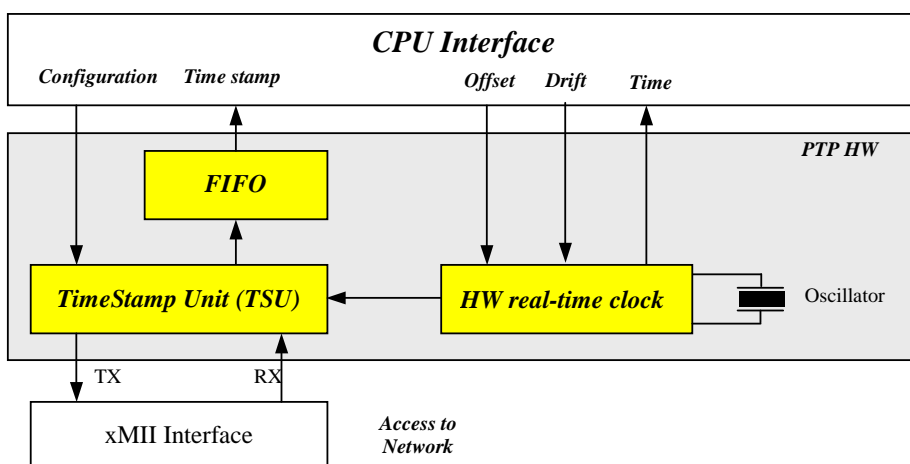 CPU Interface
Configuration Time stamp Offset Drift Time
PTP HW
FIFO
TimeStamp Unit (TSU)
HW real-time clock
Oscillator
TX RX
xMII Interface
Access to
Network